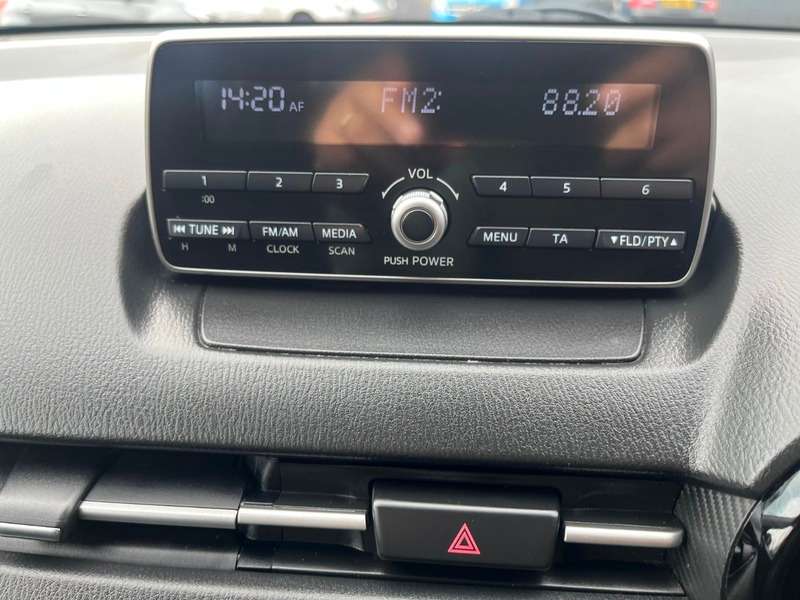 14:20 AF FM2: 88.20
VOL
1 2 3 4 5 6
:00
⏮ TUNE ⏭ FM/AM MEDIA MENU TA ▼FLD/PTY▲
H M CLOCK SCAN
PUSH POWER